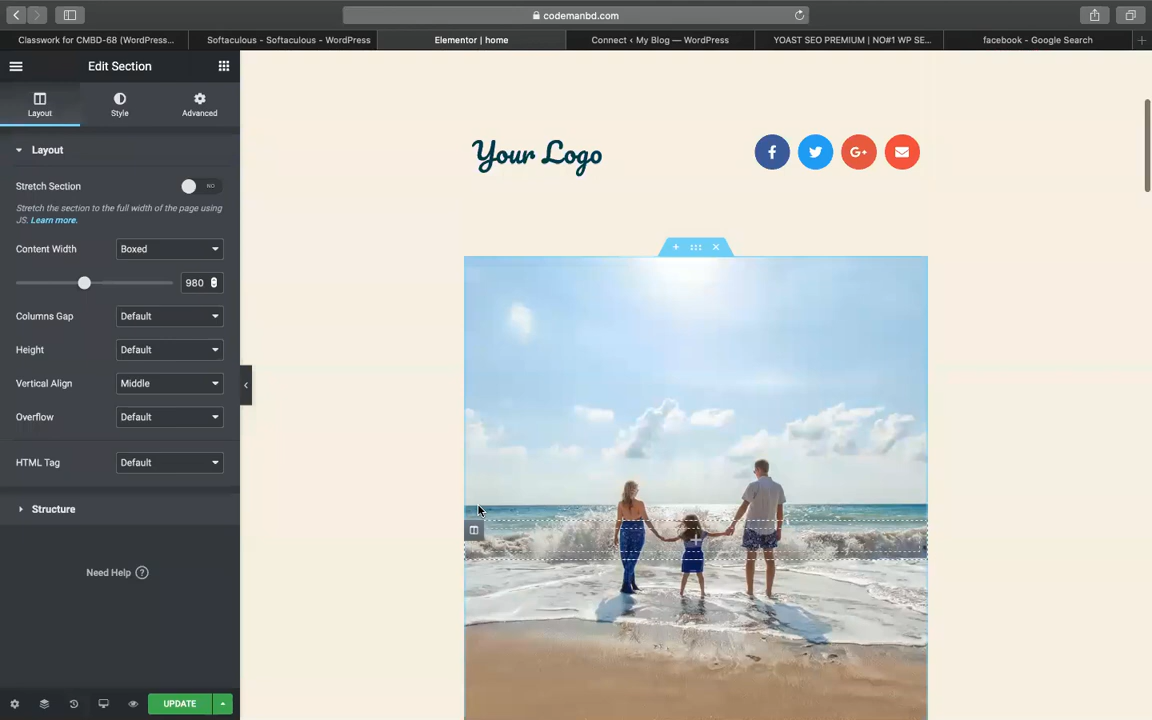 codemanbd.com
Classwork for CMBD-68 (WordPress...
Softaculous - Softaculous - WordPress
Elementor | home
Connect ‹ My Blog — WordPress
YOAST SEO PREMIUM | NO#1 WP SE...
facebook - Google Search
Edit Section
Layout
Style
Advanced
Layout
Stretch Section
NO
Stretch the section to the full width of the page using
JS. Learn more.
Content Width
Boxed
980
Columns Gap
Default
Height
Default
Vertical Align
Middle
Overflow
Default
HTML Tag
Default
Structure
Need Help
UPDATE
Your Logo